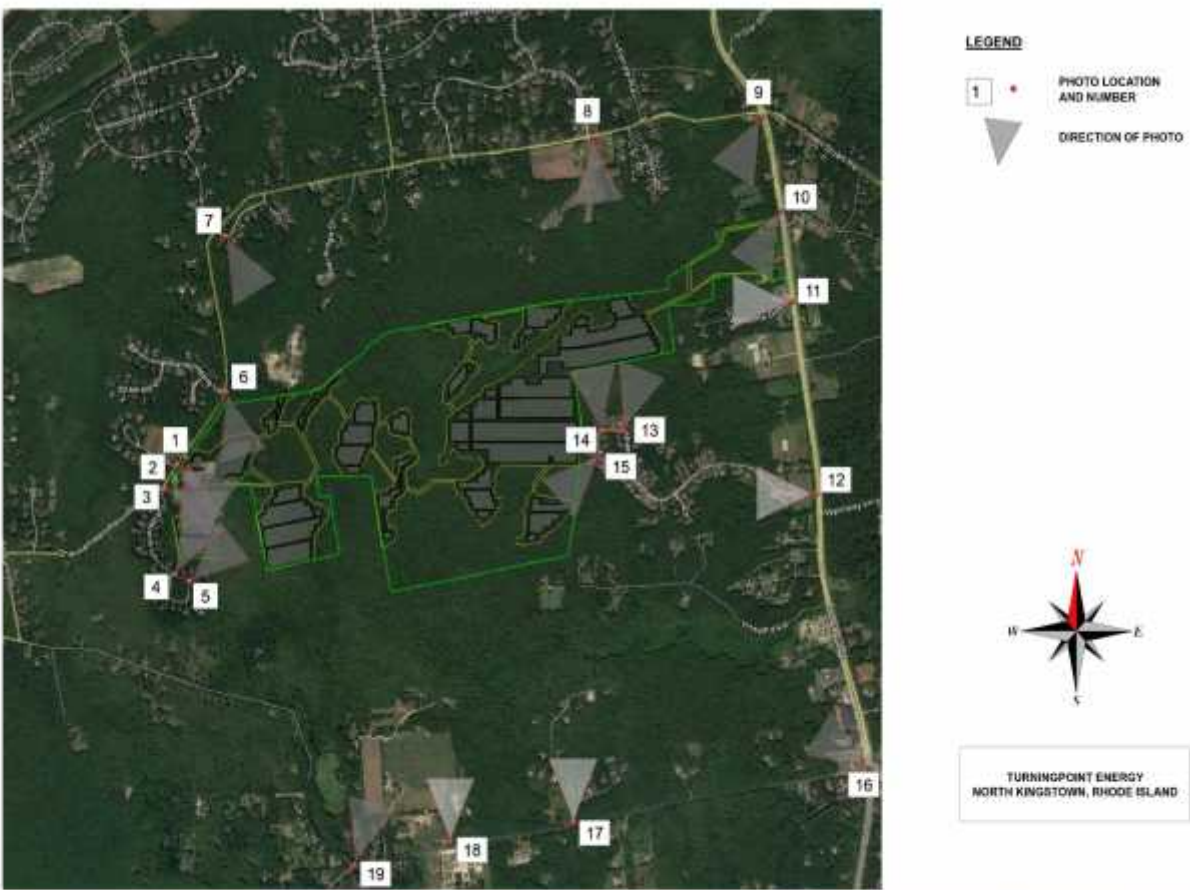 LEGEND
1
PHOTO LOCATION
AND NUMBER
DIRECTION OF PHOTO
9
8
10
7
11
6
1
14
13
2
15
3
12
4
5
N
W
E
S
16
17
18
19
TURNINGPOINT ENERGY
NORTH KINGSTOWN, RHODE ISLAND